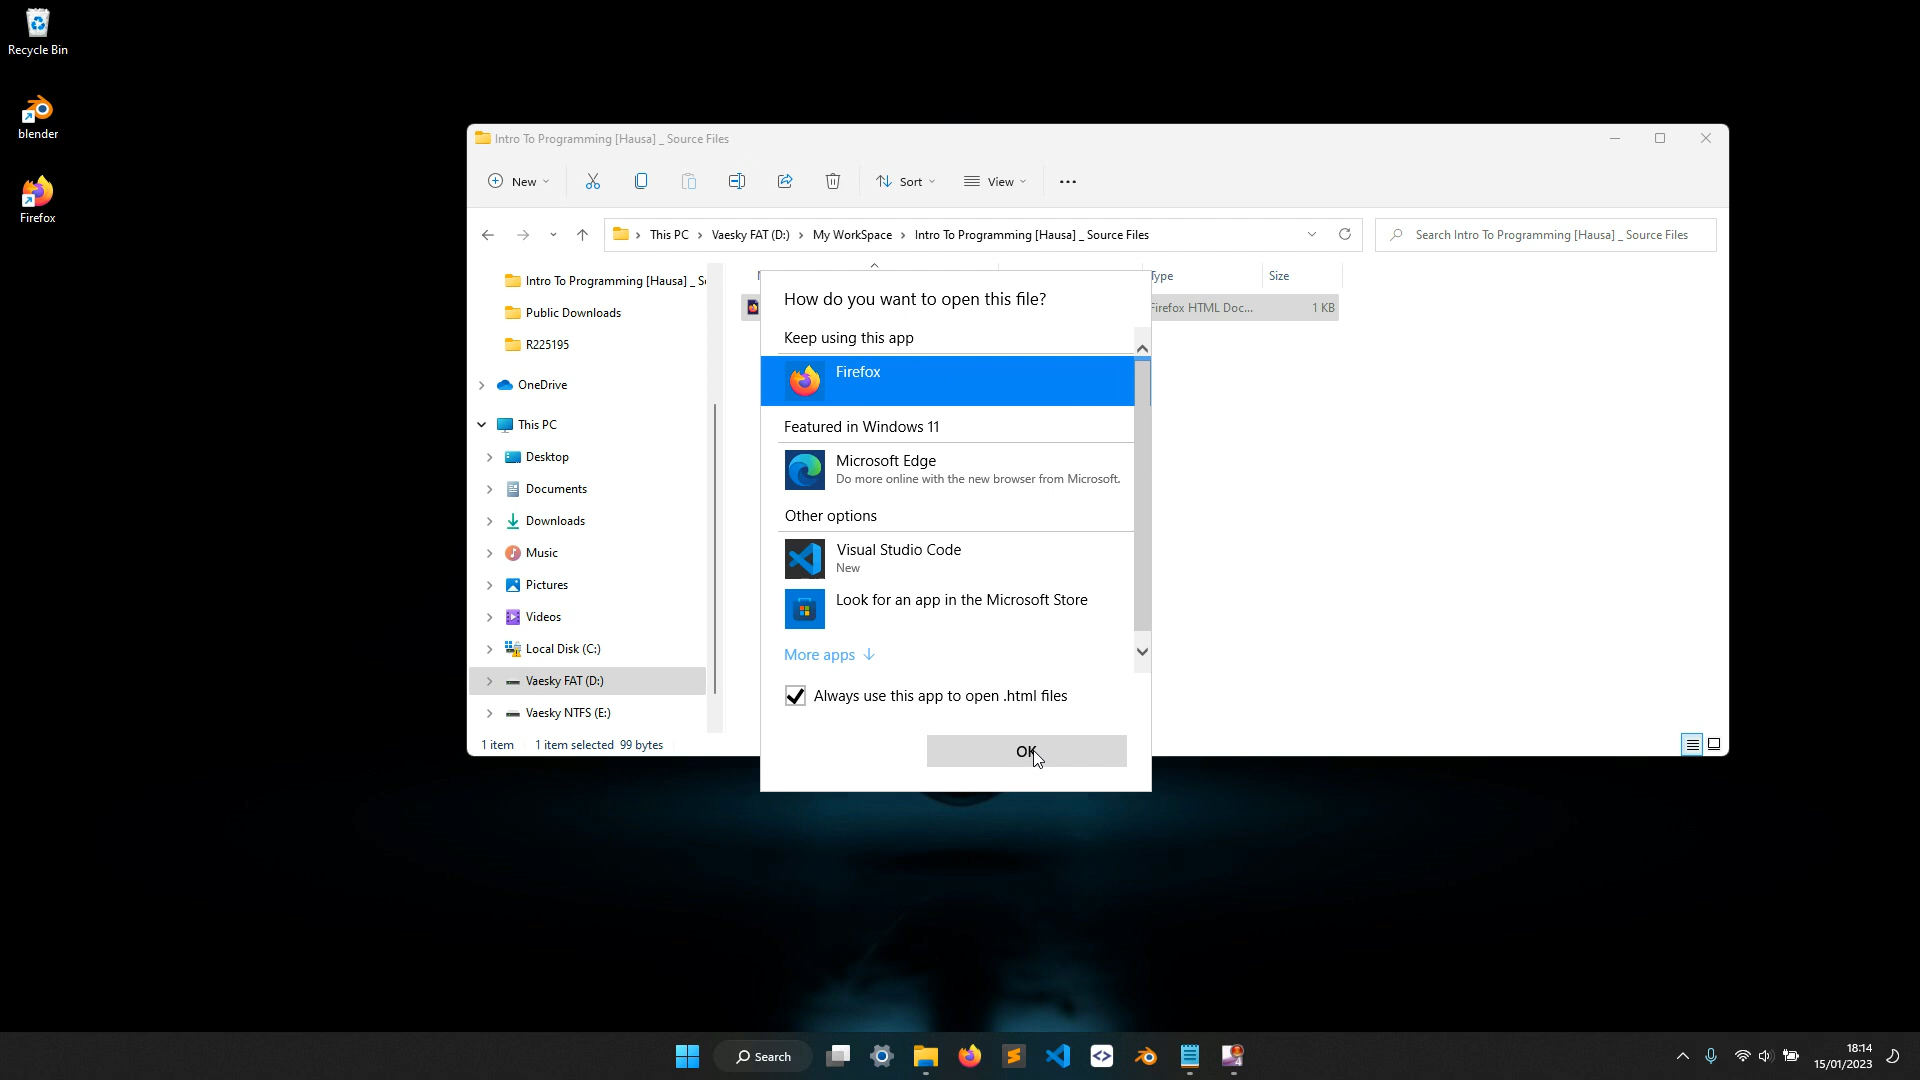 Recycle Bin
blender
Firefox
Intro To Programming [Hausa] _ Source Files
New
Sort
View
This PC
Vaesky FAT (D:)
My WorkSpace
Intro To Programming [Hausa] _ Source Files
Search Intro To Programming [Hausa] _ Source Files
Intro To Programming [Hausa] _ S
Public Downloads
R225195
OneDrive
This PC
Desktop
Documents
Downloads
Music
Pictures
Videos
Local Disk (C:)
Vaesky FAT (D:)
Vaesky NTFS (E:)
1 item 1 item selected 99 bytes
Type
Size
Firefox HTML Doc...
1 KB
How do you want to open this file?
Keep using this app
Firefox
Featured in Windows 11
Microsoft Edge
Do more online with the new browser from Microsoft.
Other options
Visual Studio Code
New
Look for an app in the Microsoft Store
More apps
Always use this app to open .html files
OK
Search
18:14
15/01/2023